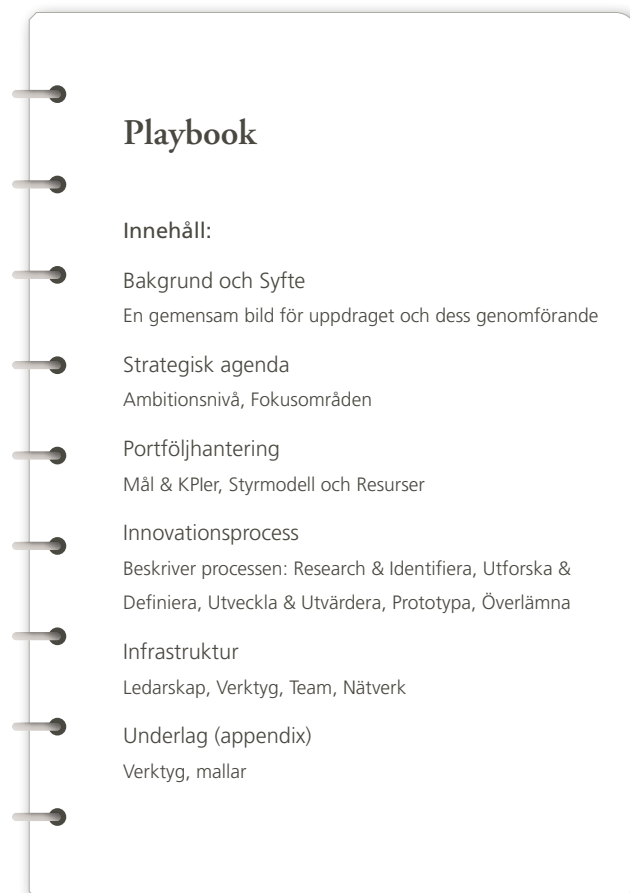 Playbook
Innehåll:
Bakgrund och Syfte
En gemensam bild för uppdraget och dess genomförande
Strategisk agenda
Ambitionsnivå, Fokusområden
Portföljhantering
Mål & KPIer, Styrmodell och Resurser
Innovationsprocess
Beskriver processen: Research & Identifiera, Utforska &
Definiera, Utveckla & Utvärdera, Prototypa, Överlämna
Infrastruktur
Ledarskap, Verktyg, Team, Nätverk
Underlag (appendix)
Verktyg, mallar